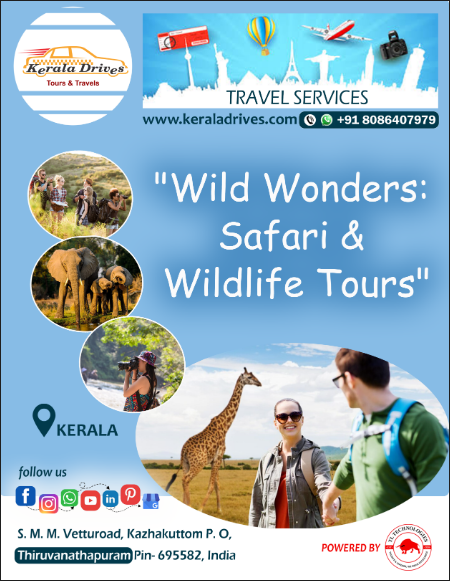 Kerala Drives
Tours & Travels
TRAVEL SERVICES
www.keraladrives.com +91 8086407979
"Wild Wonders:
Safari &
Wildlife Tours"
KERALA
follow us
S. M. M. Vetturoad, Kazhakuttom P. O,
Thiruvanathapuram Pin- 695582, India
POWERED BY